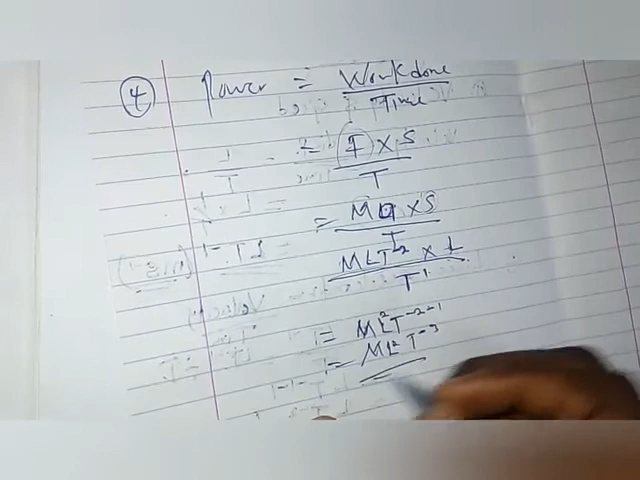 ④ Power = Workdone
Time
= F x S
T
= Ma x S
T
MLT⁻² x L
T¹
= ML²T⁻²⁻¹
= ML²T⁻³